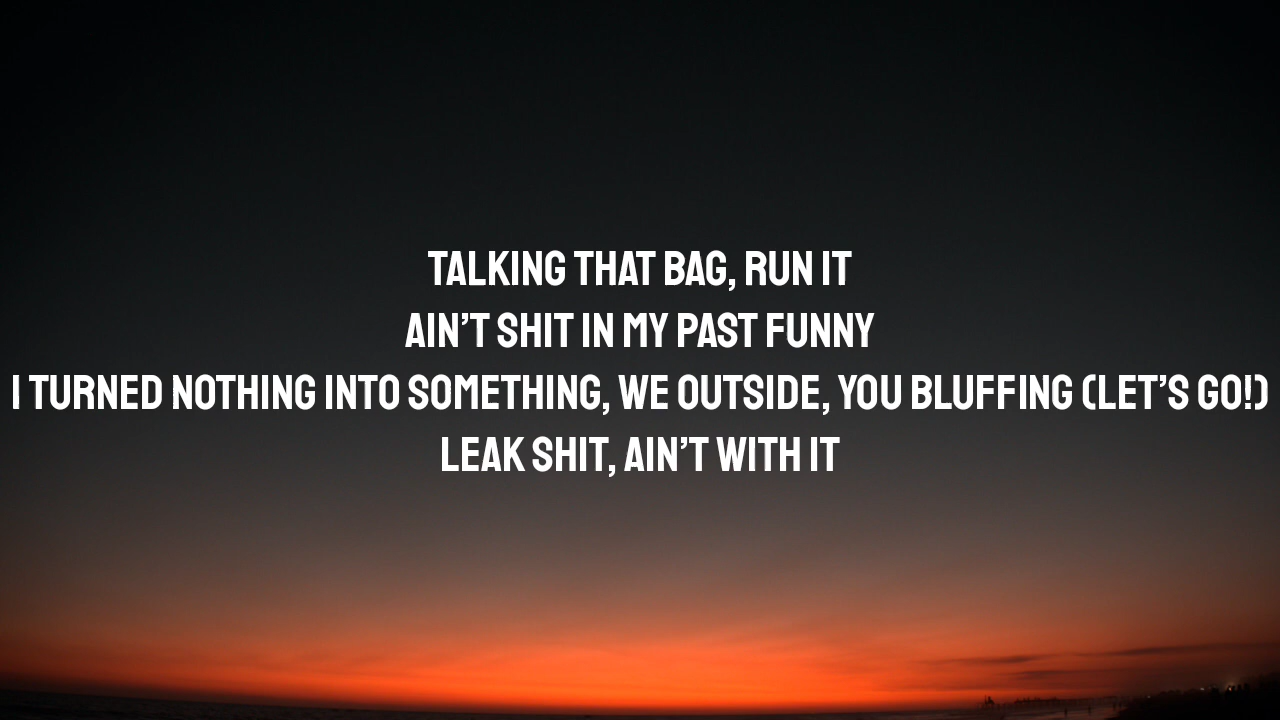 TALKING THAT BAG, RUN IT
AIN’T SHIT IN MY PAST FUNNY
I TURNED NOTHING INTO SOMETHING, WE OUTSIDE, YOU BLUFFING (LET’S GO!)
LEAK SHIT, AIN’T WITH IT